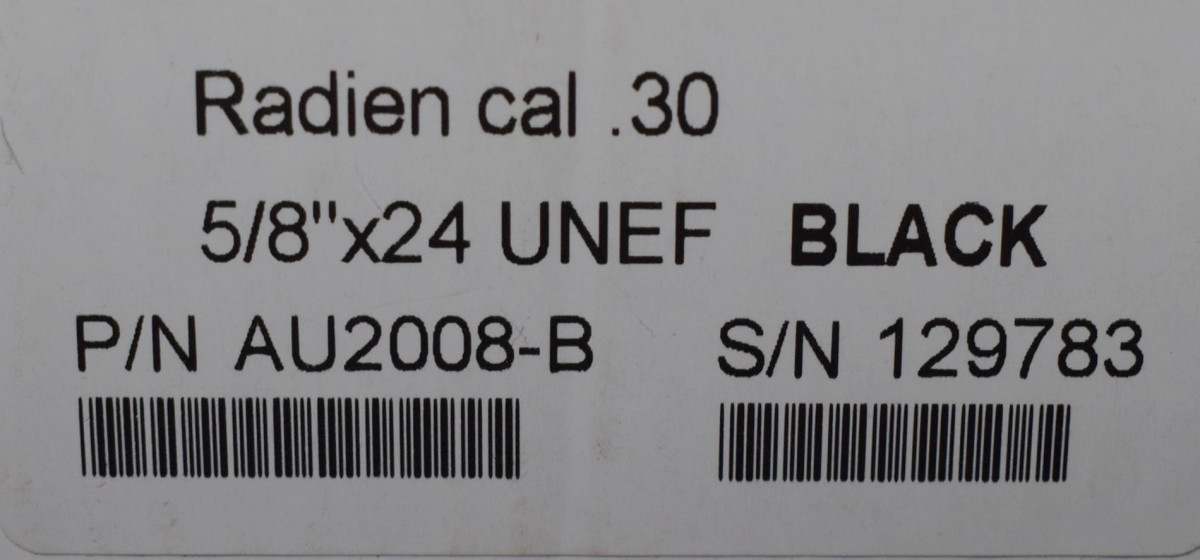 Radien cal .30
5/8"x24 UNEF BLACK
P/N AU2008-B S/N 129783